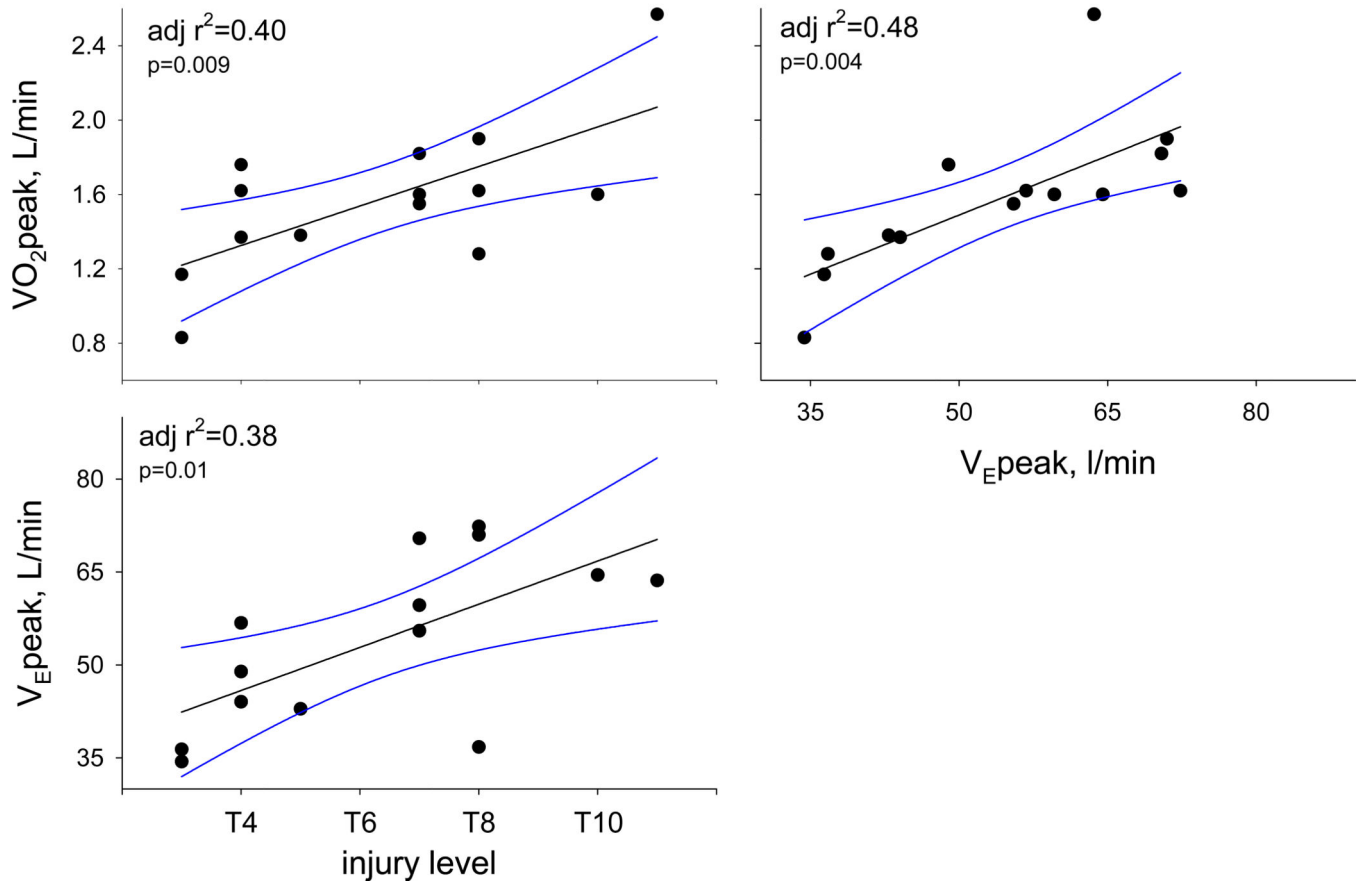 adj r²=0.40
p=0.009
VO₂peak, L/min
2.4
2.0
1.6
1.2
0.8
adj r²=0.48
p=0.004
35 50 65 80
V_Epeak, l/min
adj r²=0.38
p=0.01
V_Epeak, L/min
80
65
50
35
T4 T6 T8 T10
injury level